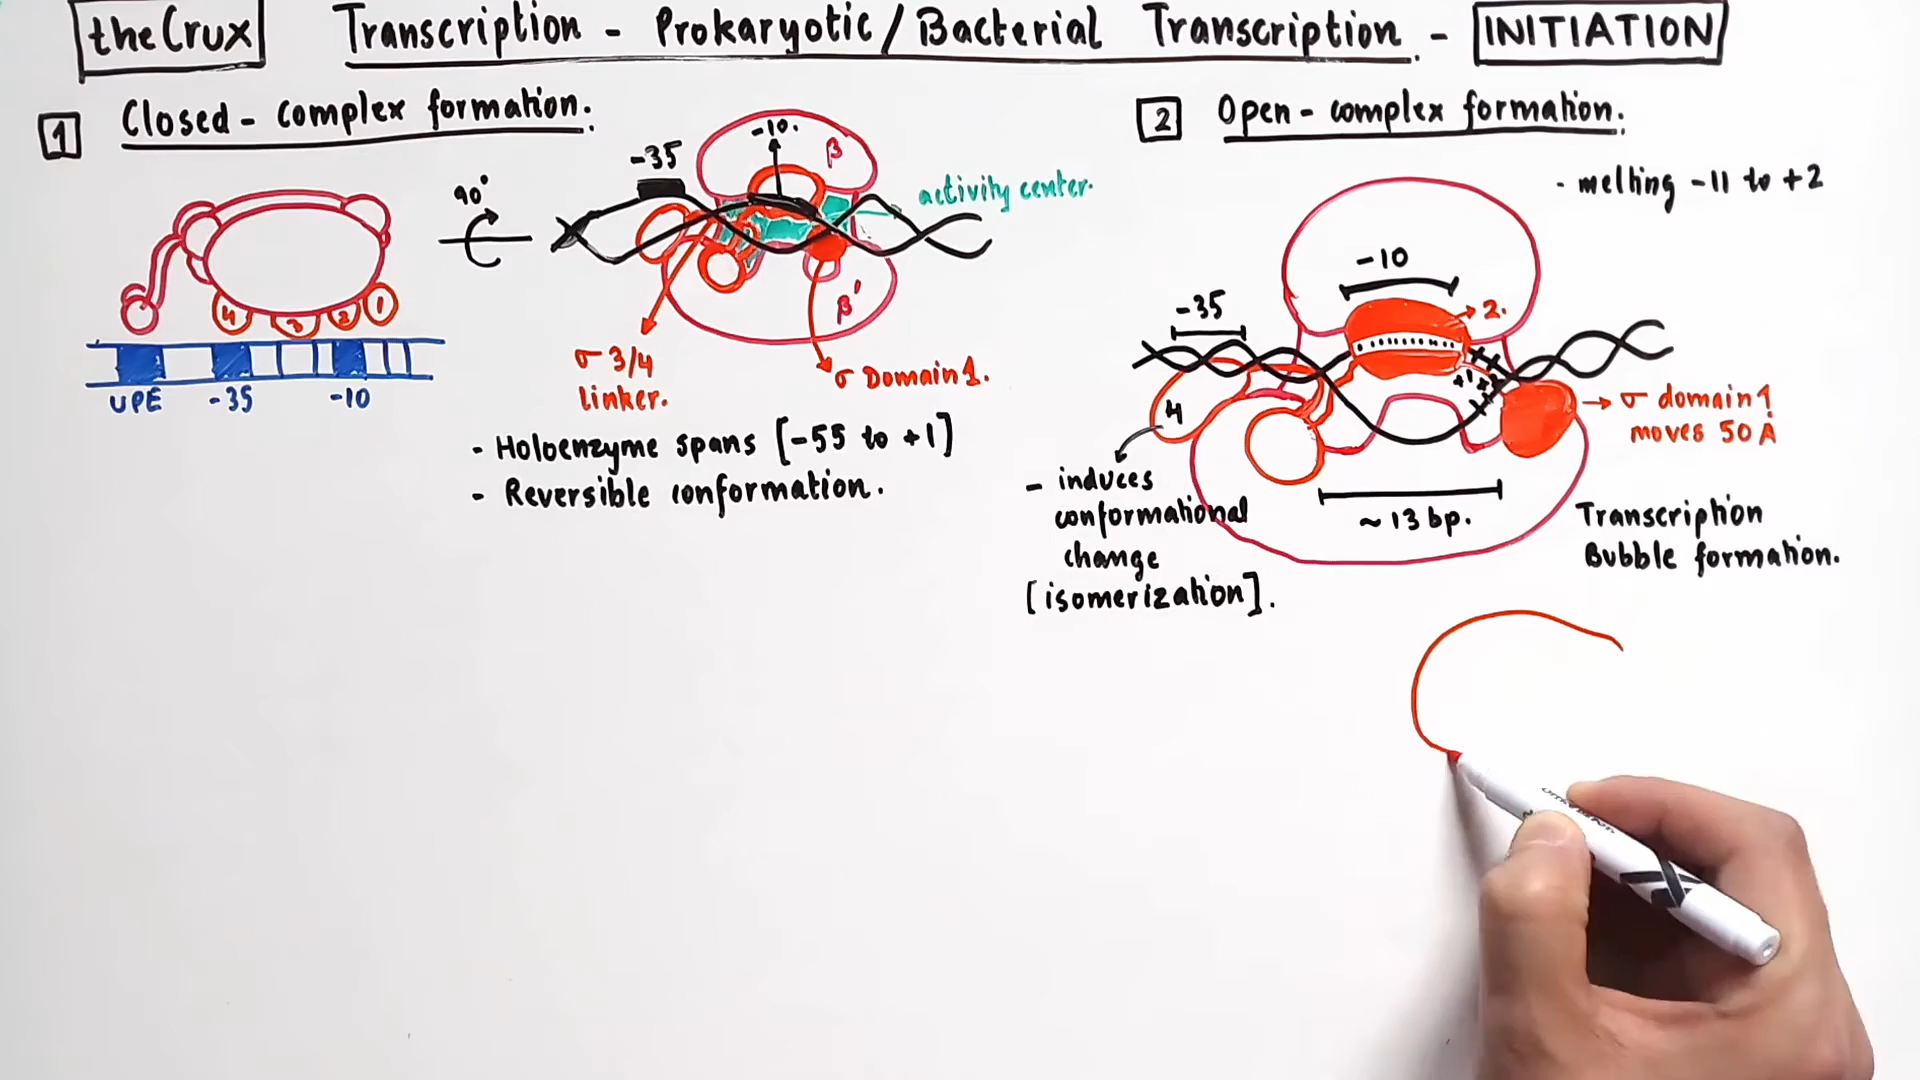 theCrux
Transcription - Prokaryotic / Bacterial Transcription. - INITIATION
1 Closed - complex formation.
4 3 2 1
UPE -35 -10
90°
-35
-10.
β
activity center.
β'
σ 3/4
linker.
σ Domain 1.
- Holoenzyme spans [-55 to +1]
- Reversible conformation.
2 Open - complex formation.
- melting -11 to +2
-10
-35
2.
+1 +2
4
σ domain 1
moves 50 Å
- induces
conformational
change
[isomerization].
~ 13 bp.
Transcription
Bubble formation.